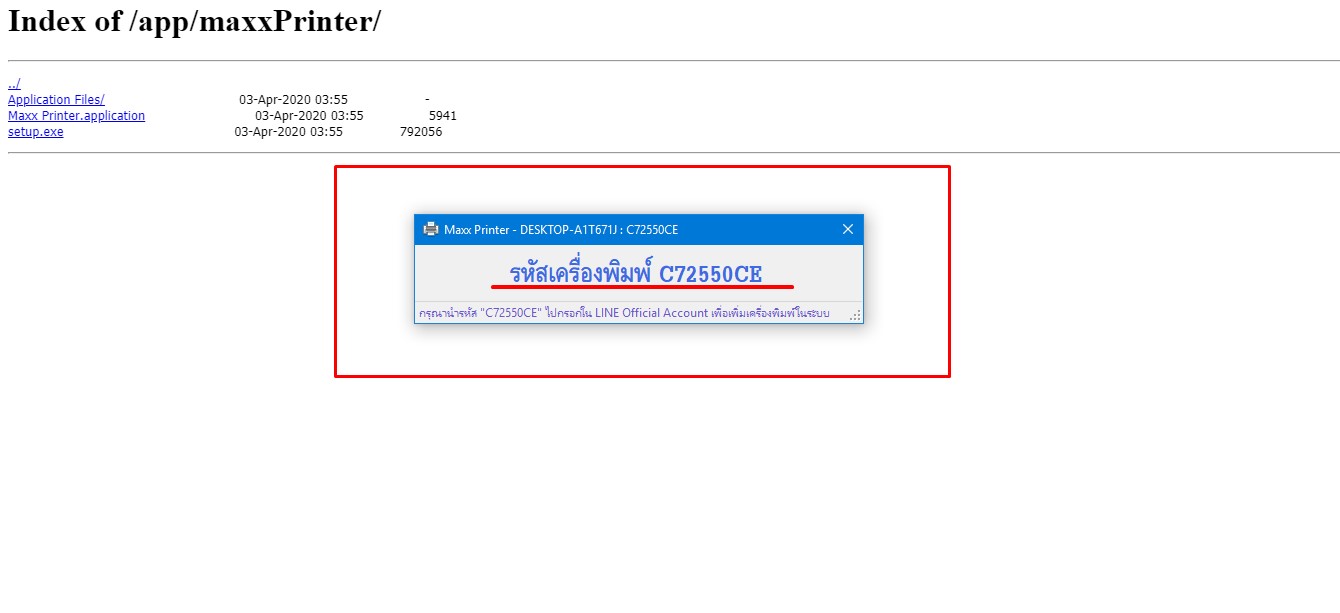 Index of /app/maxxPrinter/
../
Application Files/ 03-Apr-2020 03:55 -
Maxx Printer.application 03-Apr-2020 03:55 5941
setup.exe 03-Apr-2020 03:55 792056
Maxx Printer - DESKTOP-A1T671J : C72550CE
รหัสเครื่องพิมพ์ C72550CE
กรุณานำรหัส "C72550CE" ไปกรอกใน LINE Official Account เพื่อเพิ่มเครื่องพิมพ์ในระบบ